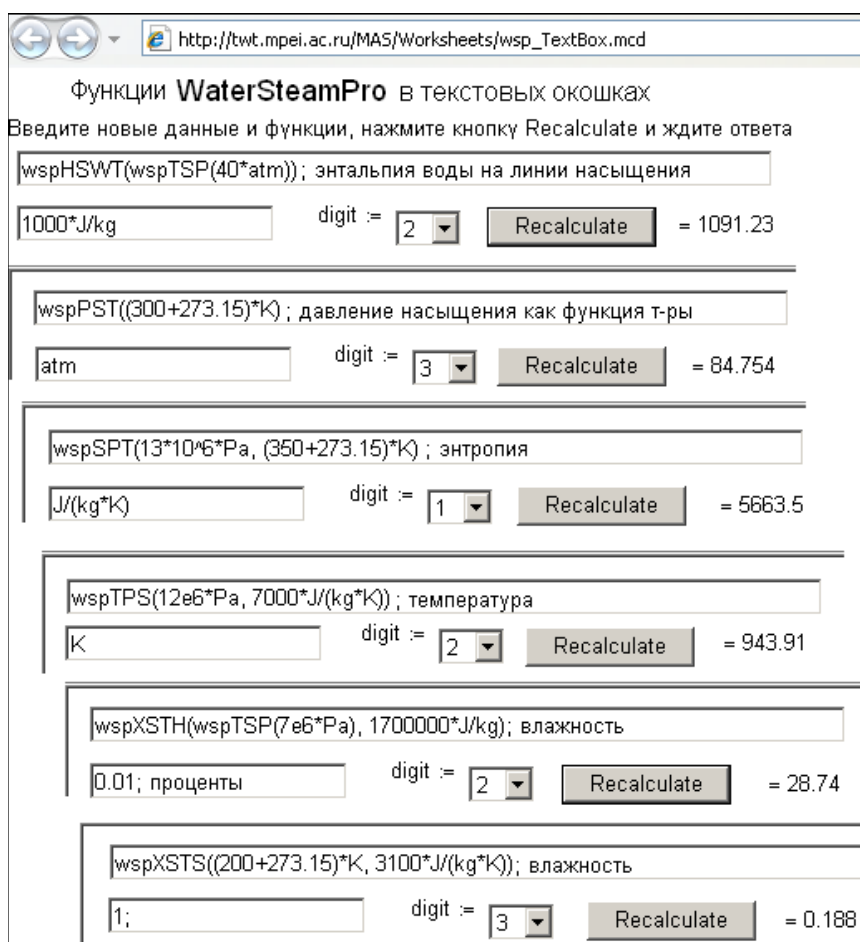 http://twt.mpei.ac.ru/MAS/Worksheets/wsp_TextBox.mcd
Функции WaterSteamPro в текстовых окошках
Введите новые данные и функции, нажмите кнопку Recalculate и ждите ответа
wspHSWT(wspTSP(40*atm)) ; энтальпия воды на линии насыщения
1000*J/kg digit := 2 Recalculate = 1091.23
wspPST((300+273.15)*K) ; давление насыщения как функция т-ры
atm digit := 3 Recalculate = 84.754
wspSPT(13*10^6*Pa, (350+273.15)*K) ; энтропия
J/(kg*K) digit := 1 Recalculate = 5663.5
wspTPS(12e6*Pa, 7000*J/(kg*K)) ; температура
K digit := 2 Recalculate = 943.91
wspXSTH(wspTSP(7e6*Pa), 1700000*J/kg); влажность
0.01; проценты digit := 2 Recalculate = 28.74
wspXSTS((200+273.15)*K, 3100*J/(kg*K)); влажность
1; digit := 3 Recalculate = 0.188